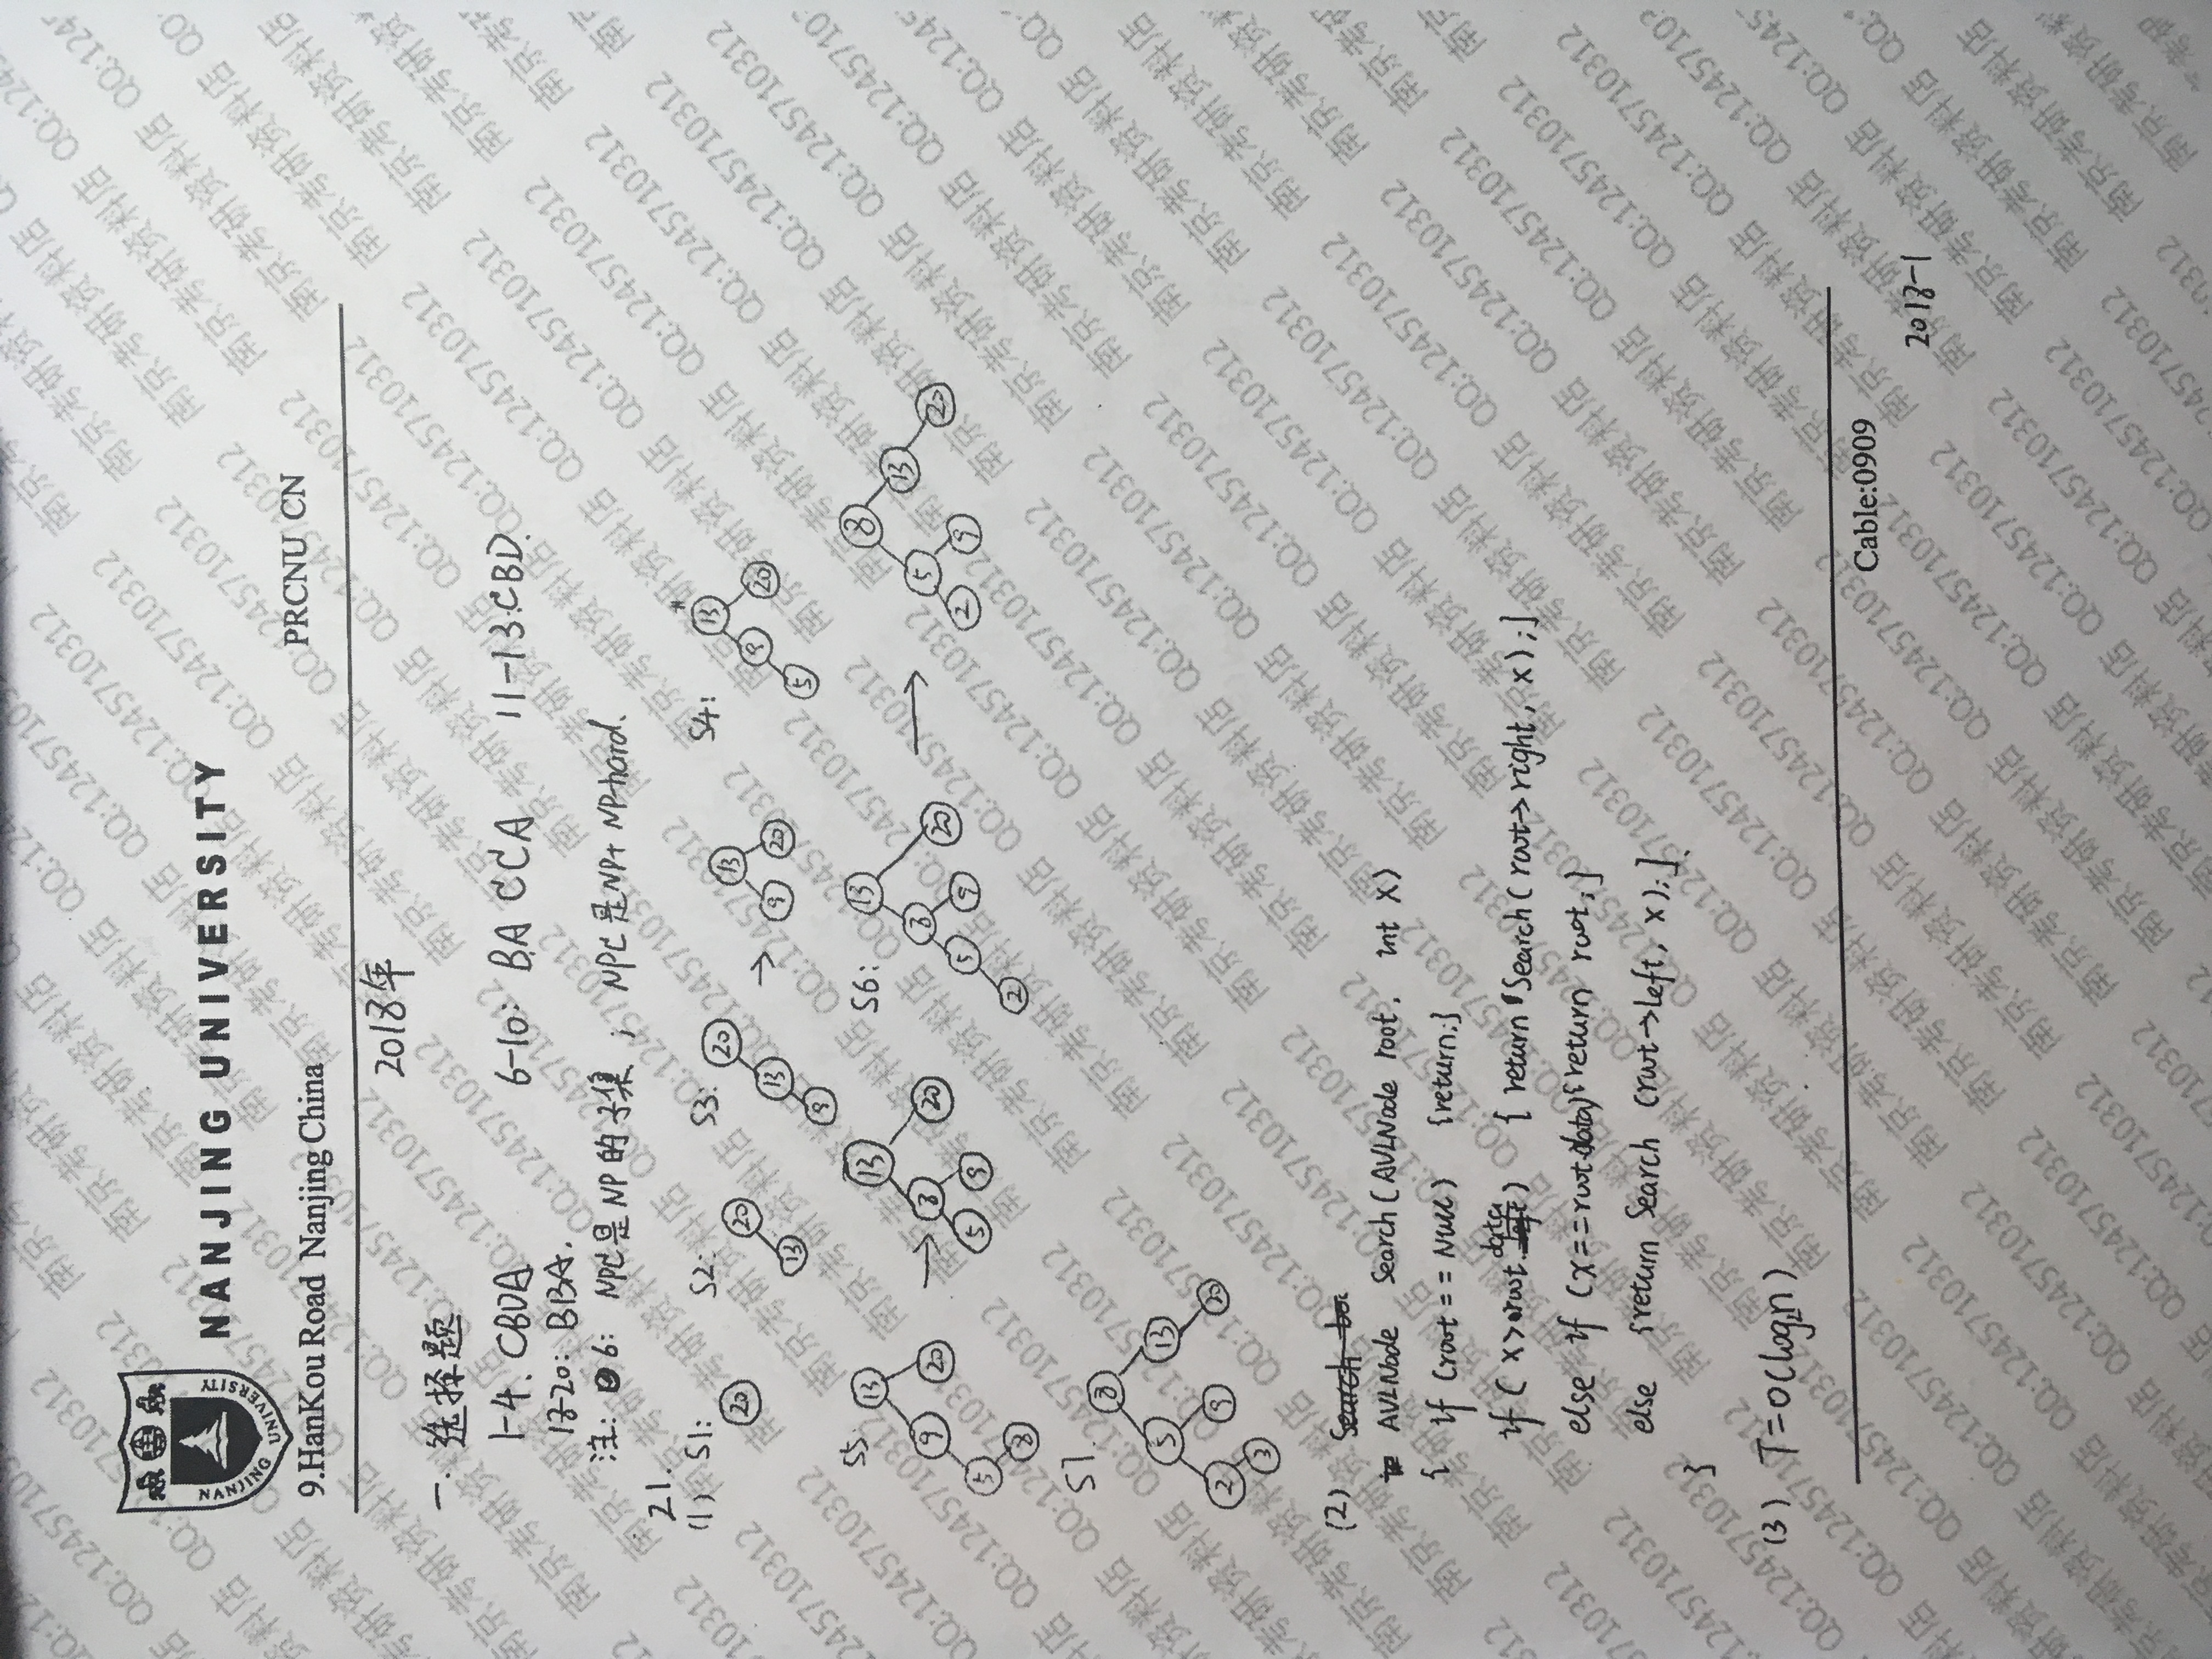 NANJING UNIVERSITY
NANJING UNIVERSITY
9.HanKou Road Nanjing China
PRCNU CN
2018年
一. 选择题
1-4. CBDA 6-10: BA CCA 11-13: CBD.
18-20: BBA.
注: 6: NPC是NP的子集; NPC是NP+ NP-hard.
21.
(1) S1: S2: S3: S4:
20
20 13
20 13 9 → 13 9 20
13 9 20 5
S5: S6:
13 9 20 5 8 → 13 8 20 5 9
13 8 20 5 9 2 → 8 5 13 2 9 20
S7.
8
5 13
2 9 20
3
(2) Search bo
AVLNode Search (AVLNode root, int x)
{ if (root == Null) {return;}
if ( x > root.data) { return Search ( root→right, x );}
else if (x==root.data){return root;}
else {return Search (root→left, x);}
}
(3) T=O(log₂n)
Cable:0909
2018-1
南京考研资料店 QQ:1245710312